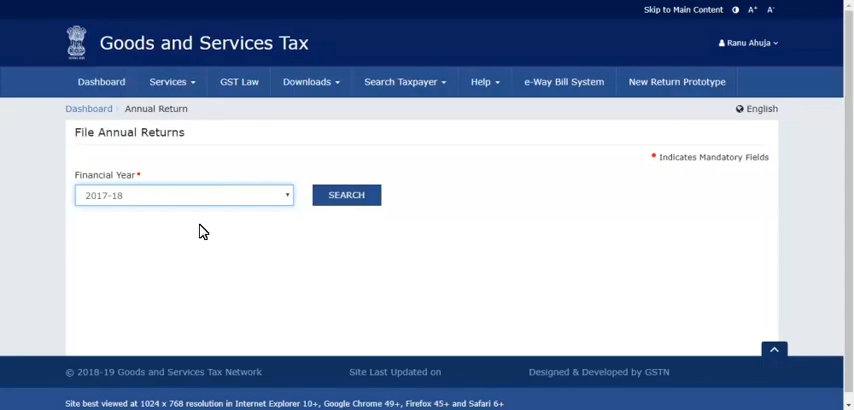 Skip to Main Content A+ A-
Goods and Services Tax
Ranu Ahuja
Dashboard Services GST Law Downloads Search Taxpayer Help e-Way Bill System New Return Prototype
Dashboard Annual Return English
File Annual Returns
• Indicates Mandatory Fields
Financial Year•
2017-18 SEARCH
© 2018-19 Goods and Services Tax Network Site Last Updated on Designed & Developed by GSTN
Site best viewed at 1024 x 768 resolution in Internet Explorer 10+, Google Chrome 49+, Firefox 45+ and Safari 6+